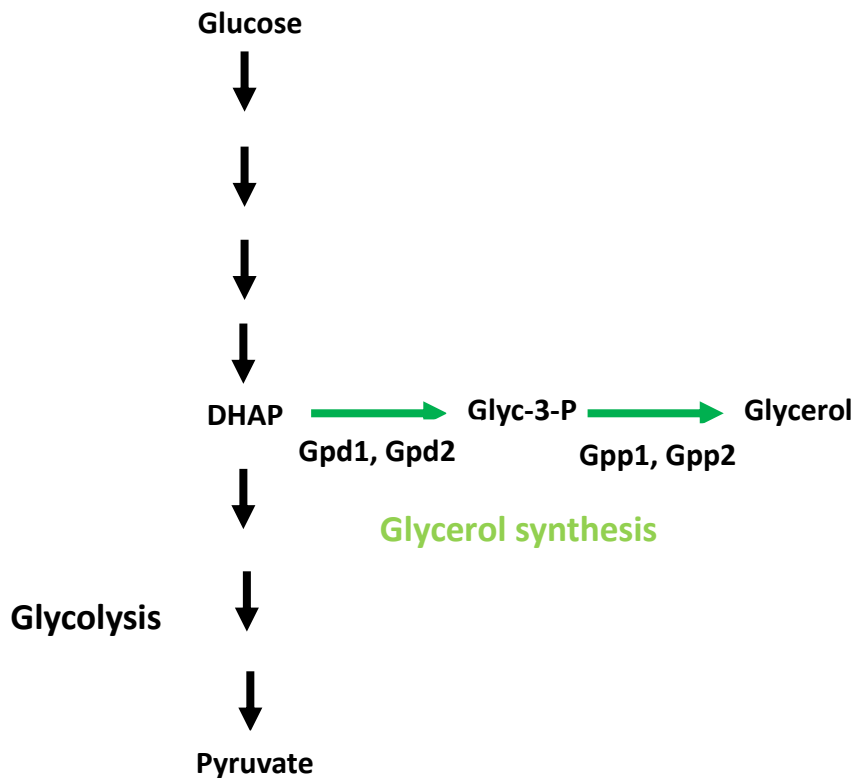 Glucose
DHAP
Glyc-3-P
Glycerol
Gpd1, Gpd2
Gpp1, Gpp2
Glycerol synthesis
Glycolysis
Pyruvate